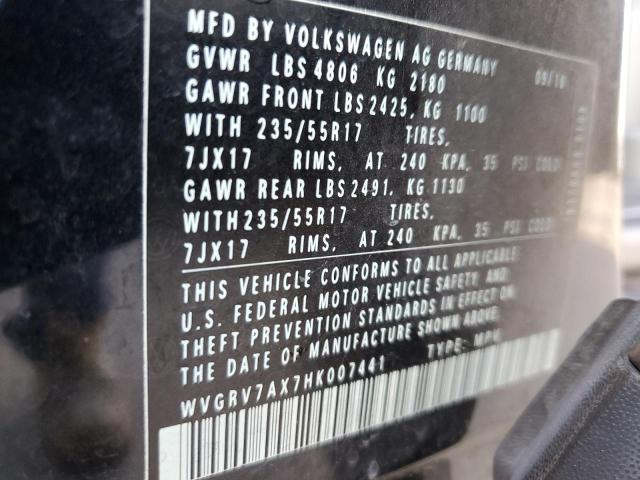 MFD BY VOLKSWAGEN AG GERMANY 09/16
GVWR LBS 4806 KG 2180
GAWR FRONT LBS 2425, KG 1100
WITH 235/55R17 TIRES,
7JX17 RIMS, AT 240 KPA, 35 PSI COLD
GAWR REAR LBS 2491, KG 1130
WITH 235/55R17 TIRES,
7JX17 RIMS, AT 240 KPA, 35 PSI COLD
THIS VEHICLE CONFORMS TO ALL APPLICABLE
U.S. FEDERAL MOTOR VEHICLE SAFETY, AND
THEFT PREVENTION STANDARDS IN EFFECT ON
THE DATE OF MANUFACTURE SHOWN ABOVE.
WVGRV7AX7HK007441 TYPE: MPV